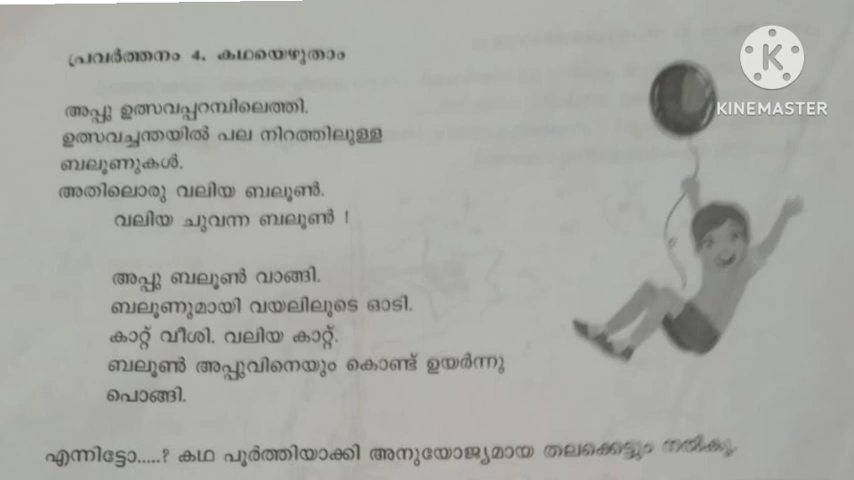 പ്രവർത്തനം 4. കഥയെഴുതാം
KINEMASTER
അപ്പു ഉത്സവപ്പറമ്പിലെത്തി.
ഉത്സവച്ചന്തയിൽ പല നിറത്തിലുള്ള
ബലൂണുകൾ.
അതിലൊരു വലിയ ബലൂൺ.
വലിയ ചുവന്ന ബലൂൺ !
അപ്പു ബലൂൺ വാങ്ങി.
ബലൂണുമായി വയലിലൂടെ ഓടി.
കാറ്റ് വീശി. വലിയ കാറ്റ്.
ബലൂൺ അപ്പുവിനെയും കൊണ്ട് ഉയർന്നു
പൊങ്ങി.
എന്നിട്ടോ.....? കഥ പൂർത്തിയാക്കി അനുയോജ്യമായ തലക്കെട്ടും നൽകൂ.